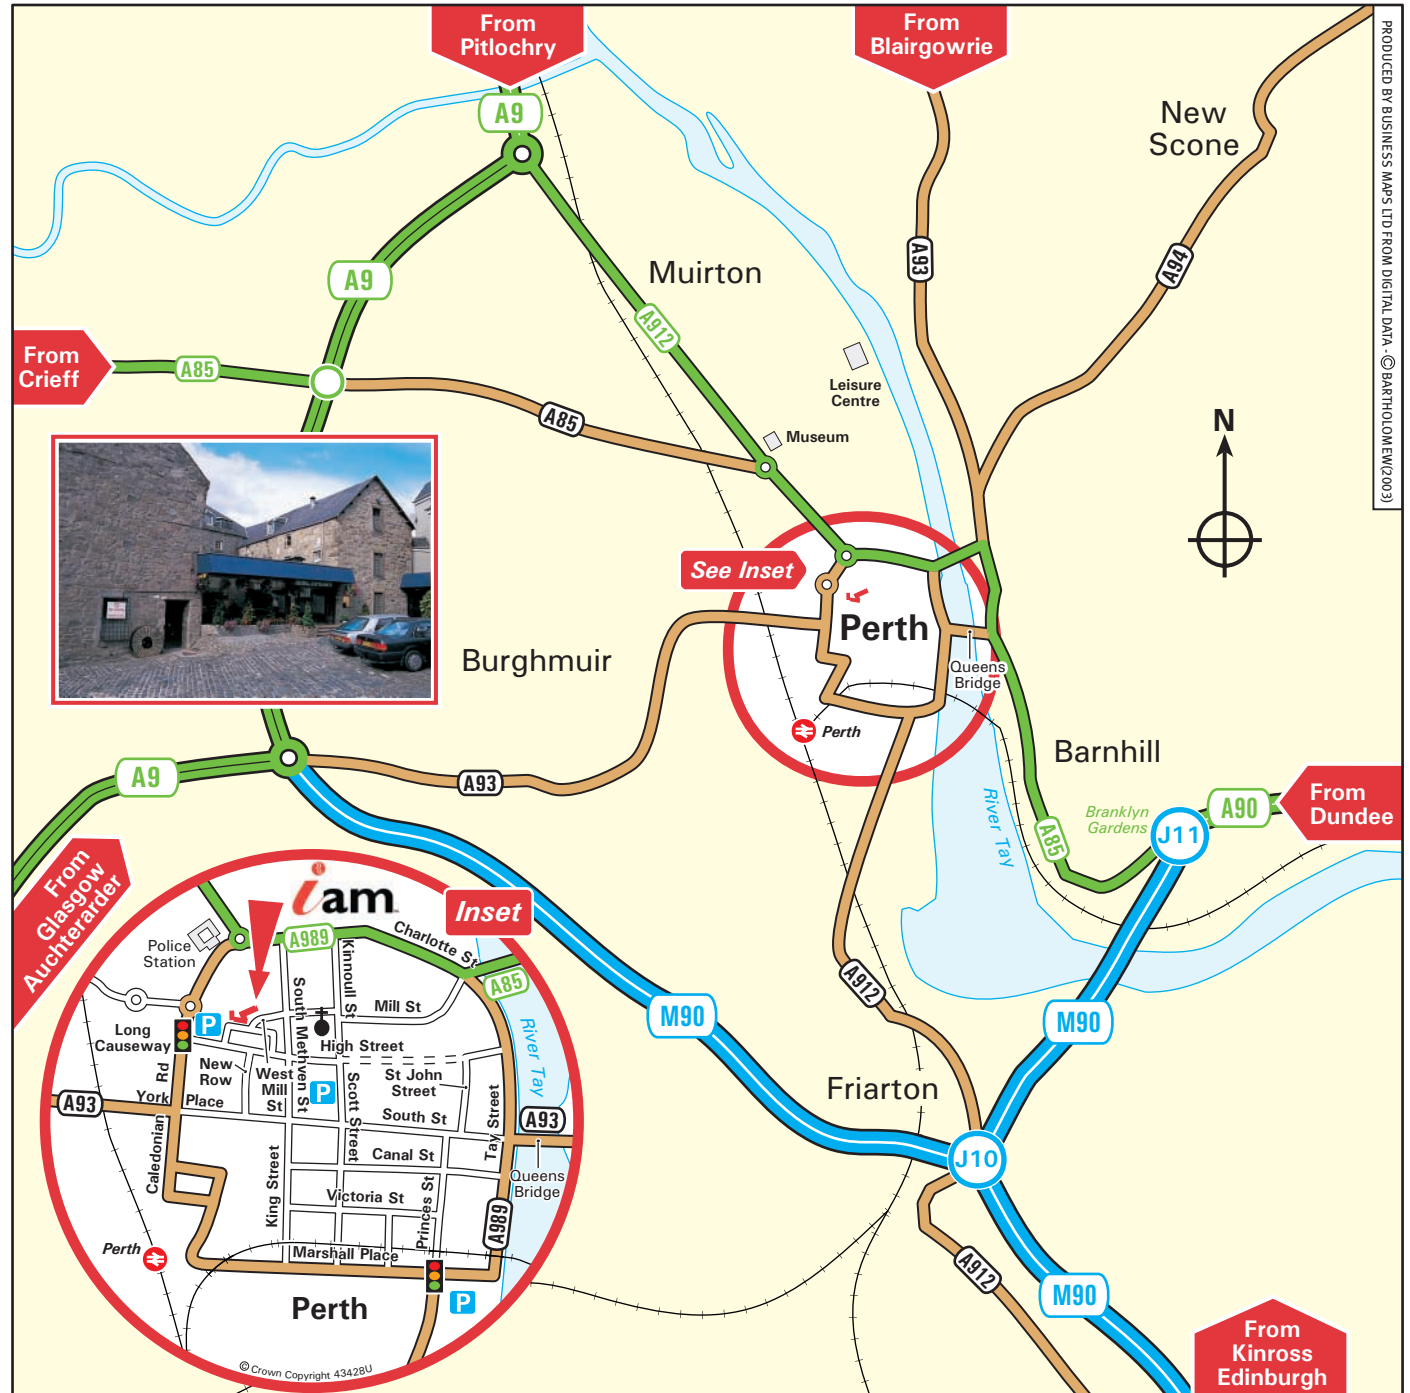 From
Pitlochry
From
Blairgowrie
PRODUCED BY BUSINESS MAPS LTD FROM DIGITAL DATA - © BARTHOLOMEW(2003)
A9
New
Scone
A93
A94
A9
Muirton
A912
From
Crieff
A85
Leisure
Centre
A85
Museum
N
See Inset
Perth
Burghmuir
Queens
Bridge
Perth
Barnhill
A9
A93
River Tay
Branklyn
Gardens
A90
From
Dundee
J11
A85
From
Glasgow
Auchterarder
iam
Inset
A989
Charlotte St
Police
Station
Kinnoull St
A85
South Methven St
Mill St
P
Long
Causeway
High Street
River Tay
New
Row
West
Mill
St
P
St John
Street
Scott Street
Rd
York Place
A93
South St
Tay Street
A93
Caledonian
Canal St
Queens
Bridge
King Street
Victoria St
Princes St
A989
Perth
Marshall Place
Perth
P
© Crown Copyright 43428U
A912
M90
M90
Friarton
J10
A912
M90
From
Kinross
Edinburgh